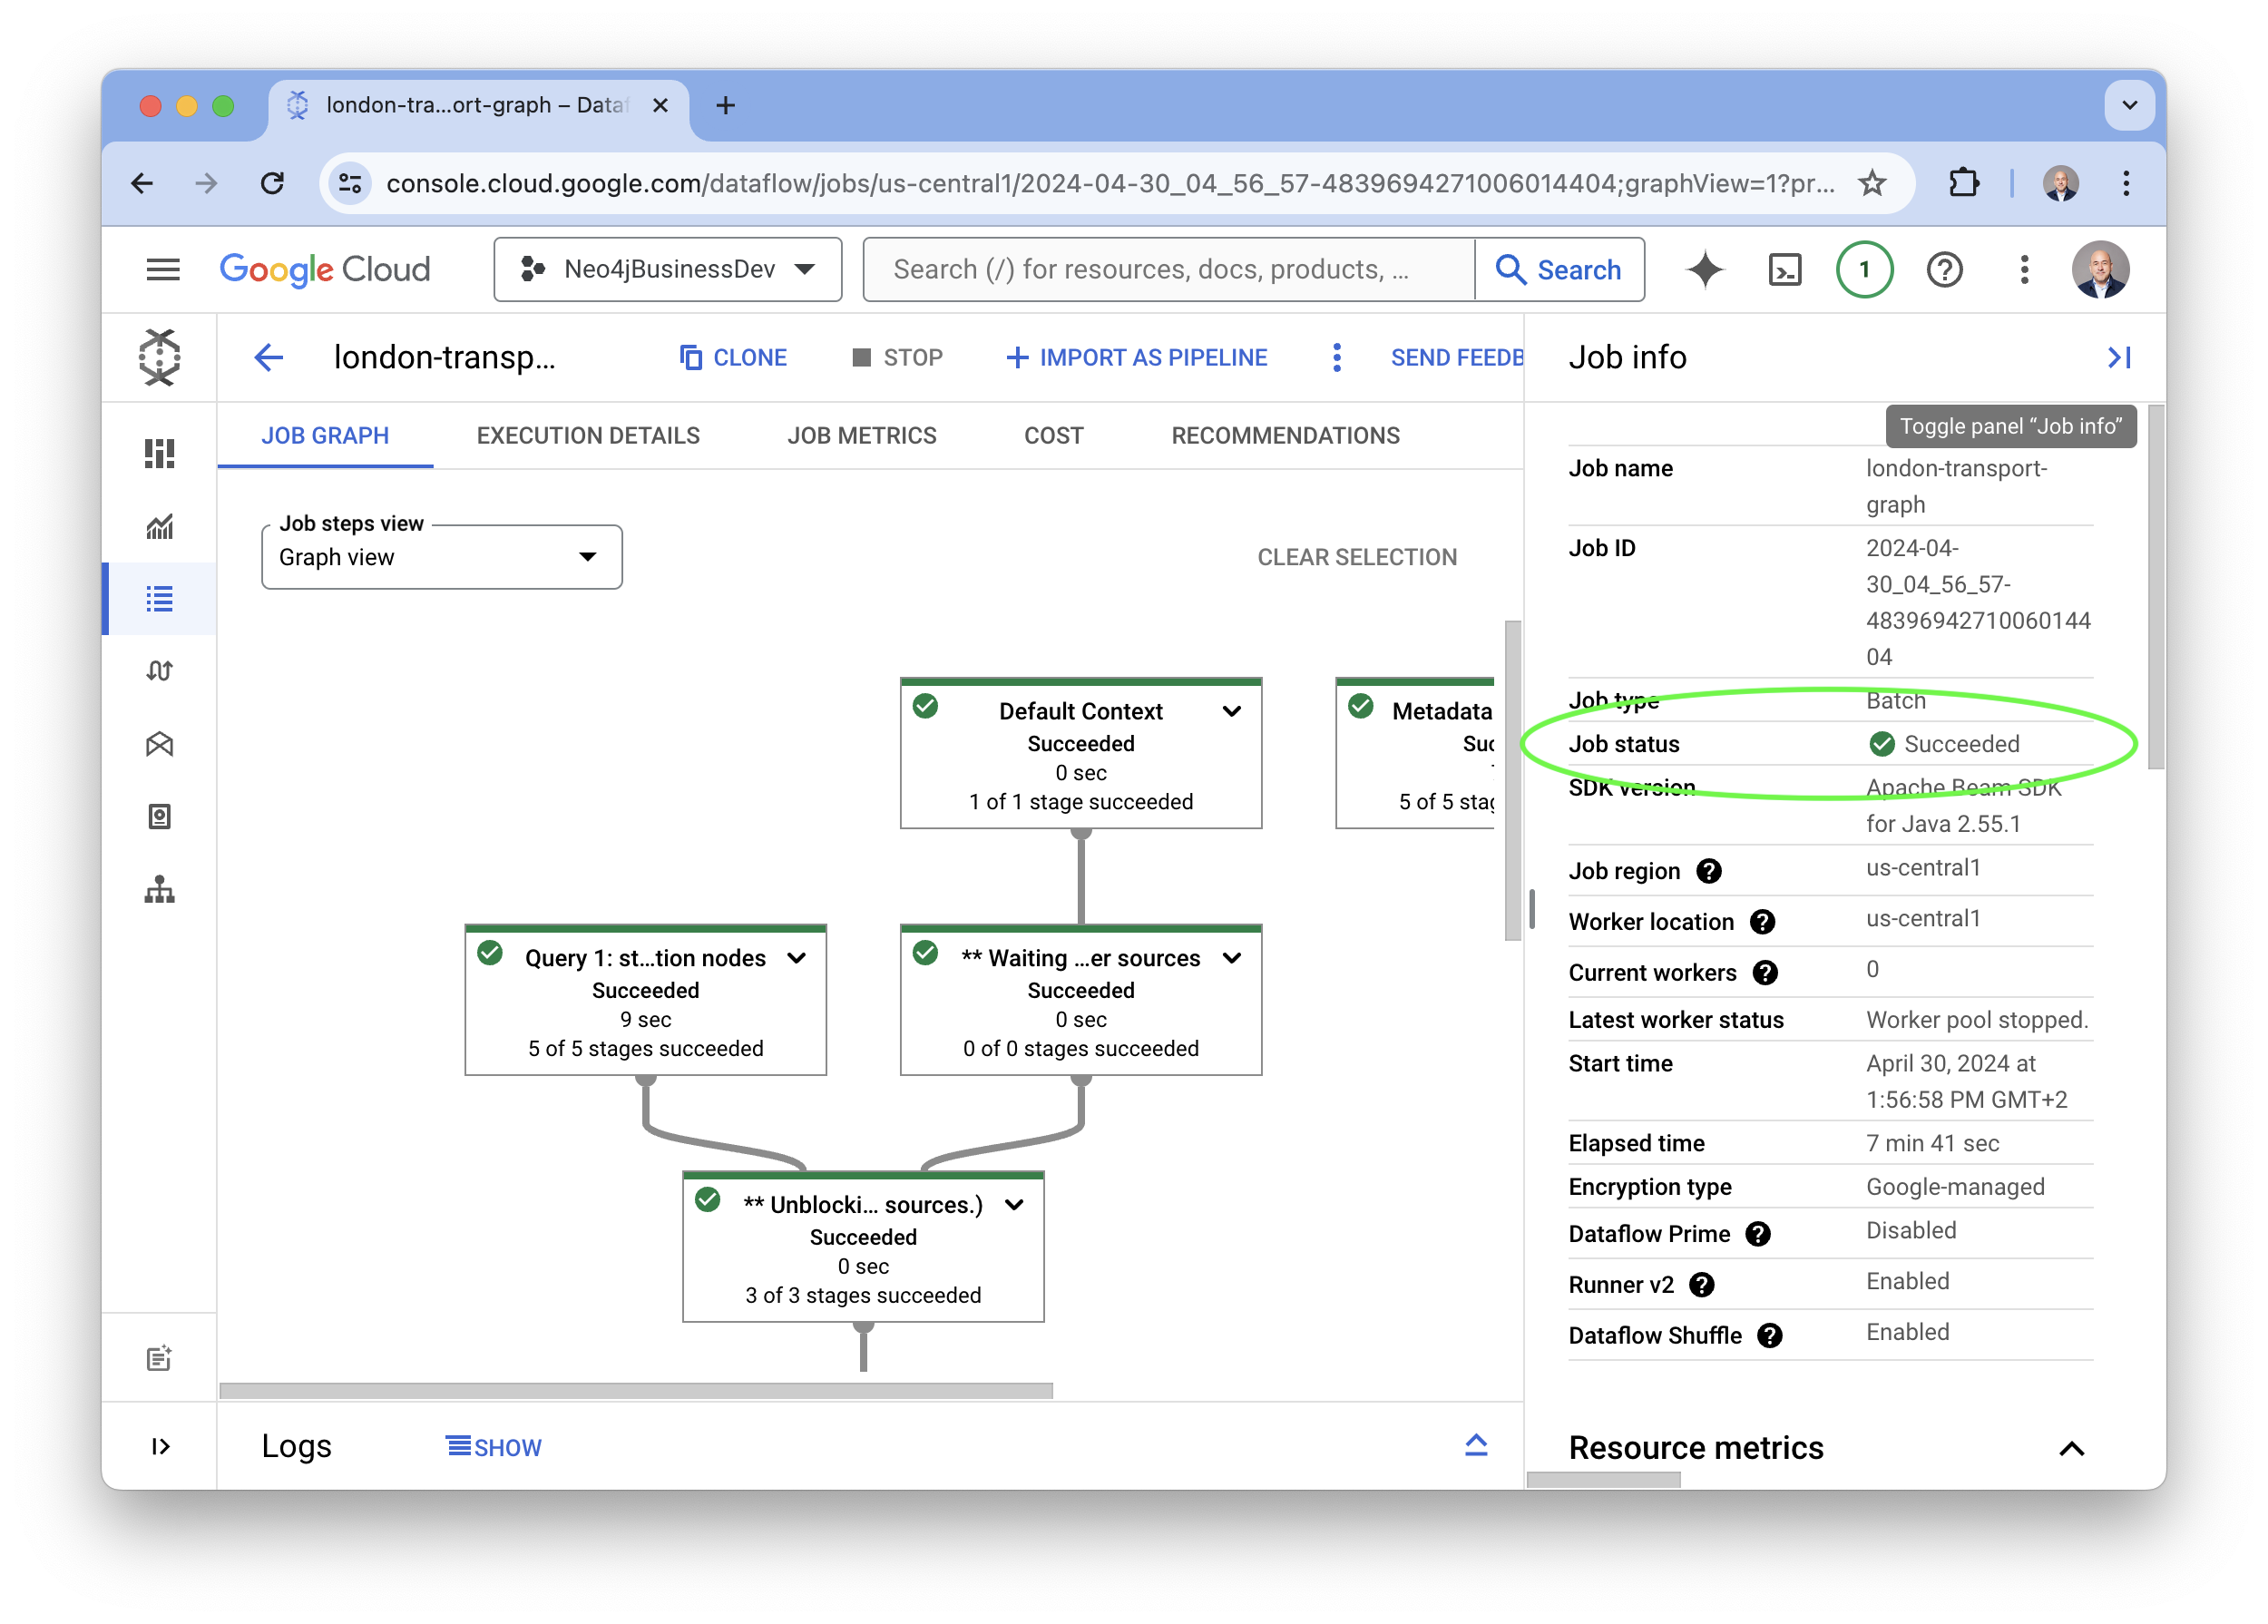 london-tra...ort-graph – Dataf
console.cloud.google.com/dataflow/jobs/us-central1/2024-04-30_04_56_57-4839694271006014404;graphView=1?pr...
Google Cloud
Neo4jBusinessDev
Search (/) for resources, docs, products, ...
Search
1
london-transp...
CLONE
STOP
IMPORT AS PIPELINE
SEND FEEDB
JOB GRAPH
EXECUTION DETAILS
JOB METRICS
COST
RECOMMENDATIONS
Job steps view
Graph view
CLEAR SELECTION
Default Context
Succeeded
0 sec
1 of 1 stage succeeded
Metadata
Suc
5 of 5 stag
Query 1: st...tion nodes
Succeeded
9 sec
5 of 5 stages succeeded
** Waiting ...er sources
Succeeded
0 sec
0 of 0 stages succeeded
** Unblocki... sources.)
Succeeded
0 sec
3 of 3 stages succeeded
Logs
SHOW
Job info
Toggle panel “Job info”
Job name
london-transport-
graph
Job ID
2024-04-
30_04_56_57-
48396942710060144
04
Job type
Batch
Job status
Succeeded
SDK version
Apache Beam SDK
for Java 2.55.1
Job region
us-central1
Worker location
us-central1
Current workers
0
Latest worker status
Worker pool stopped.
Start time
April 30, 2024 at
1:56:58 PM GMT+2
Elapsed time
7 min 41 sec
Encryption type
Google-managed
Dataflow Prime
Disabled
Runner v2
Enabled
Dataflow Shuffle
Enabled
Resource metrics